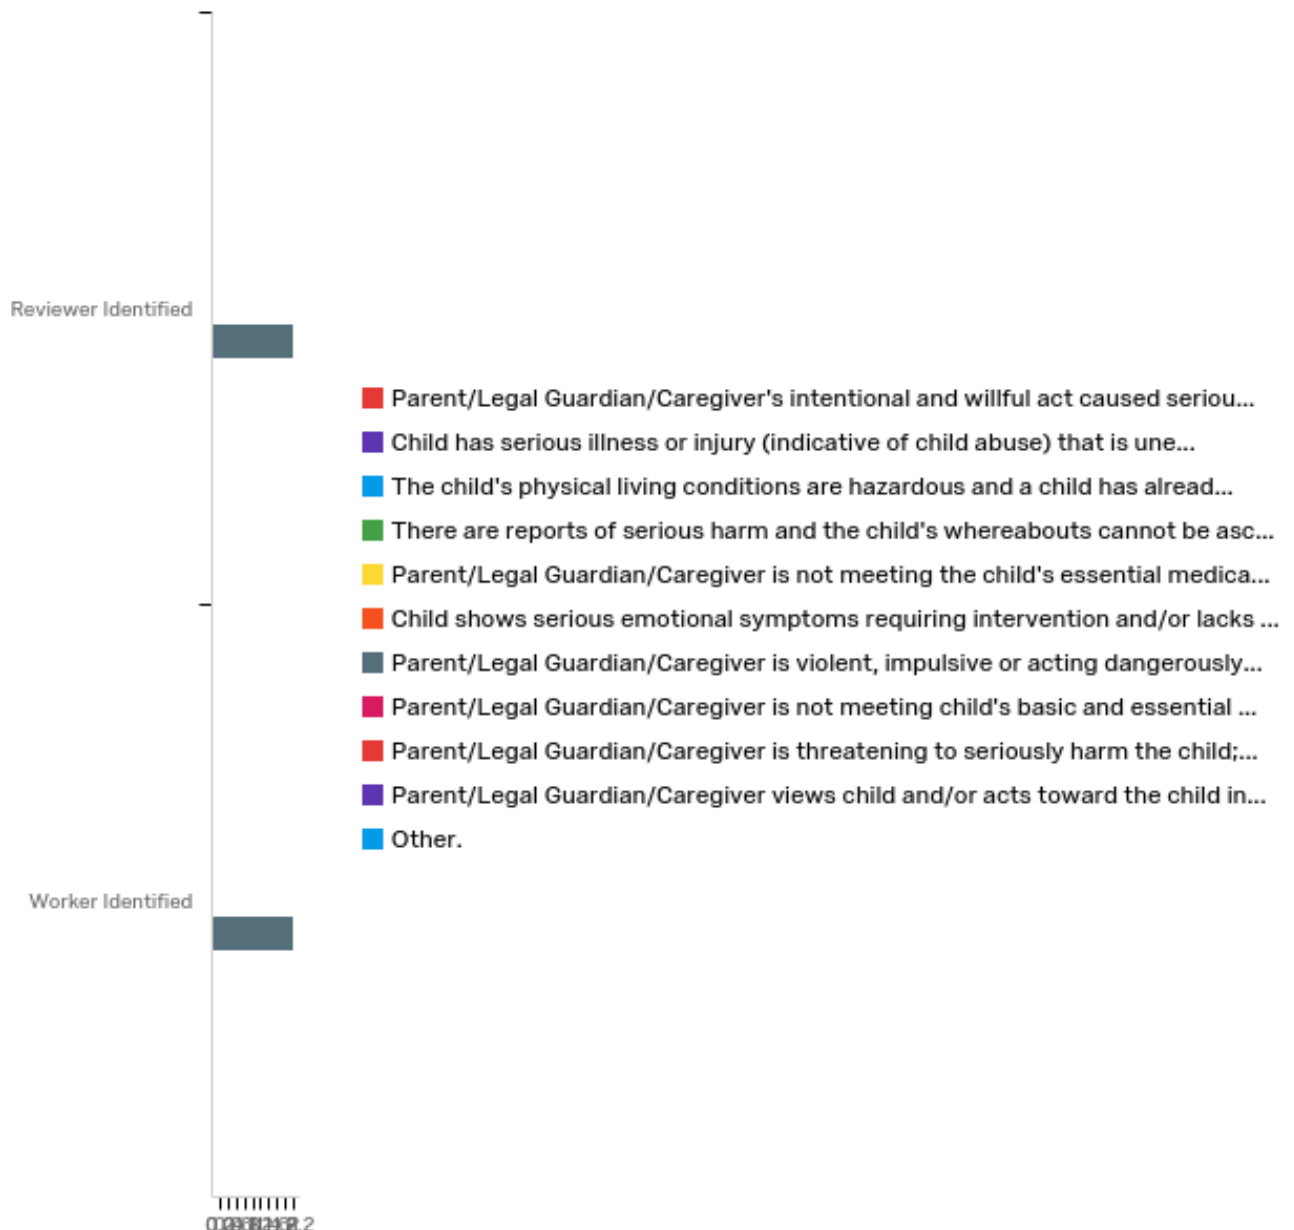 Reviewer Identified
Parent/Legal Guardian/Caregiver's intentional and willful act caused seriou...
Child has serious illness or injury (indicative of child abuse) that is une...
The child's physical living conditions are hazardous and a child has alread...
There are reports of serious harm and the child's whereabouts cannot be asc...
Parent/Legal Guardian/Caregiver is not meeting the child's essential medica...
Child shows serious emotional symptoms requiring intervention and/or lacks ...
Parent/Legal Guardian/Caregiver is violent, impulsive or acting dangerously...
Parent/Legal Guardian/Caregiver is not meeting child's basic and essential ...
Parent/Legal Guardian/Caregiver is threatening to seriously harm the child;...
Parent/Legal Guardian/Caregiver views child and/or acts toward the child in...
Other.
Worker Identified